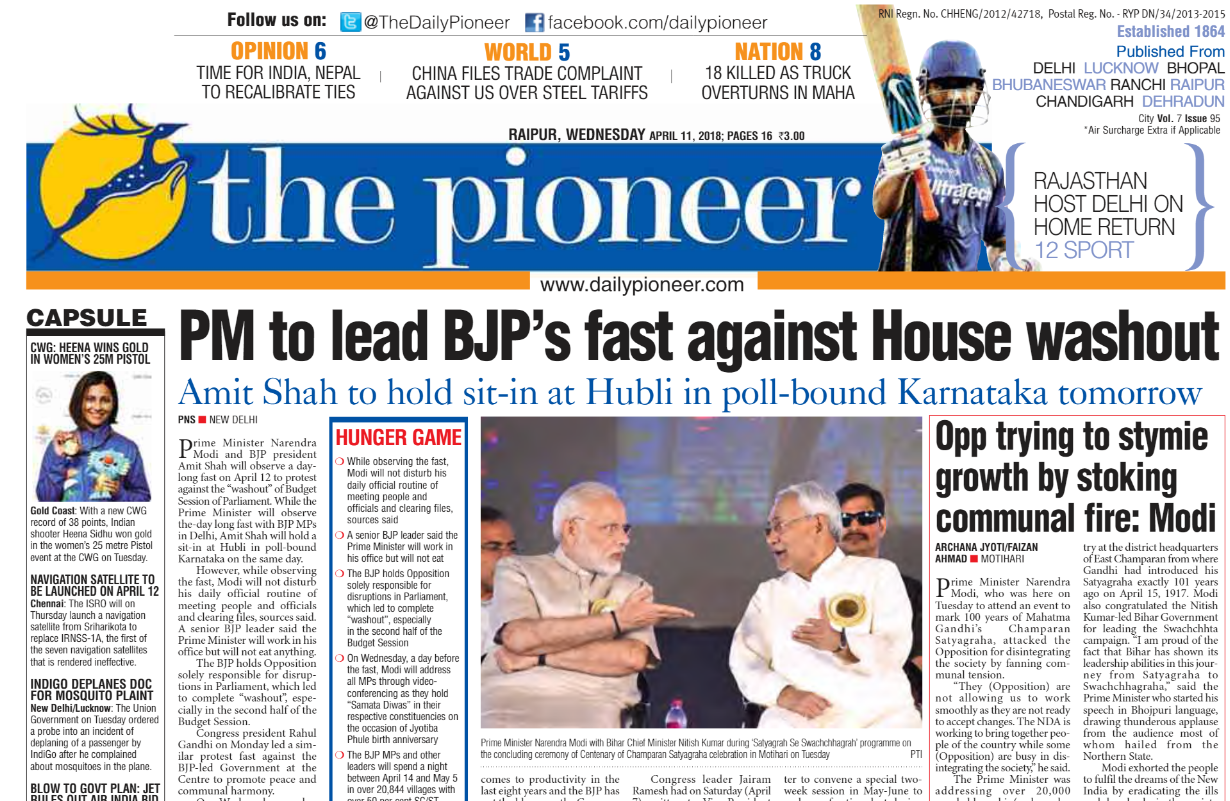 Follow us on: @TheDailyPioneer facebook.com/dailypioneer
RNI Regn. No. CHHENG/2012/42718, Postal Reg. No. - RYP DN/34/2013-2015
Established 1864
Published From
DELHI LUCKNOW BHOPAL
BHUBANESWAR RANCHI RAIPUR
CHANDIGARH DEHRADUN
City Vol. 7 Issue 95
*Air Surcharge Extra if Applicable
OPINION 6
TIME FOR INDIA, NEPAL
TO RECALIBRATE TIES
WORLD 5
CHINA FILES TRADE COMPLAINT
AGAINST US OVER STEEL TARIFFS
NATION 8
18 KILLED AS TRUCK
OVERTURNS IN MAHA
RAIPUR, WEDNESDAY APRIL 11, 2018; PAGES 16 ₹3.00
the pioneer
UltraTech
RAJASTHAN
HOST DELHI ON
HOME RETURN
12 SPORT
www.dailypioneer.com
CAPSULE
CWG: HEENA WINS GOLD
IN WOMEN'S 25M PISTOL
Gold Coast: With a new CWG
record of 38 points, Indian
shooter Heena Sidhu won gold
in the women's 25 metre Pistol
event at the CWG on Tuesday.
NAVIGATION SATELLITE TO
BE LAUNCHED ON APRIL 12
Chennai: The ISRO will on
Thursday launch a navigation
satellite from Sriharikota to
replace IRNSS-1A, the first of
the seven navigation satellites
that is rendered ineffective.
INDIGO DEPLANES DOC
FOR MOSQUITO PLAINT
New Delhi/Lucknow: The Union
Government on Tuesday ordered
a probe into an incident of
deplaning of a passenger by
IndiGo after he complained
about mosquitoes in the plane.
BLOW TO GOVT PLAN: JET
RULES OUT AIR INDIA BID
PM to lead BJP's fast against House washout
Amit Shah to hold sit-in at Hubli in poll-bound Karnataka tomorrow
PNS NEW DELHI
Prime Minister Narendra
Modi and BJP president
Amit Shah will observe a day-
long fast on April 12 to protest
against the "washout" of Budget
Session of Parliament. While the
Prime Minister will observe
the-day long fast with BJP MPs
in Delhi, Amit Shah will hold a
sit-in at Hubli in poll-bound
Karnataka on the same day.
However, while observing
the fast, Modi will not disturb
his daily official routine of
meeting people and officials
and clearing files, sources said.
A senior BJP leader said the
Prime Minister will work in his
office but will not eat anything.
The BJP holds Opposition
solely responsible for disrup-
tions in Parliament, which led
to complete "washout", espe-
cially in the second half of the
Budget Session.
Congress president Rahul
Gandhi on Monday led a sim-
ilar protest fast against the
BJP-led Government at the
Centre to promote peace and
communal harmony.
HUNGER GAME
While observing the fast,
Modi will not disturb his
daily official routine of
meeting people and
officials and clearing files,
sources said
A senior BJP leader said the
Prime Minister will work in
his office but will not eat
The BJP holds Opposition
solely responsible for
disruptions in Parliament,
which led to complete
"washout", especially
in the second half of the
Budget Session
On Wednesday, a day before
the fast, Modi will address
all MPs through video-
conferencing as they hold
"Samata Diwas" in their
respective constituencies on
the occasion of Jyotiba
Phule birth anniversary
The BJP MPs and other
leaders will spend a night
between April 14 and May 5
in over 20,844 villages with
over 50 per cent SC/ST
Prime Minister Narendra Modi with Bihar Chief Minister Nitish Kumar during 'Satyagrah Se Swachchhagrah' programme on
the concluding ceremony of Centenary of Champaran Satyagraha celebration in Motihari on Tuesday PTI
comes to productivity in the
last eight years and the BJP has
Congress leader Jairam
Ramesh had on Saturday (April
ter to convene a special two-
week session in May-June to
Opp trying to stymie
growth by stoking
communal fire: Modi
ARCHANA JYOTI/FAIZAN
AHMAD MOTIHARI
Prime Minister Narendra
Modi, who was here on
Tuesday to attend an event to
mark 100 years of Mahatma
Gandhi's Champaran
Satyagraha, attacked the
Opposition for disintegrating
the society by fanning com-
munal tension.
"They (Opposition) are
not allowing us to work
smoothly as they are not ready
to accept changes. The NDA is
working to bring together peo-
ple of the country while some
(Opposition) are busy in dis-
integrating the society," he said.
The Prime Minister was
addressing over 20,000
try at the district headquarters
of East Champaran from where
Gandhi had introduced his
Satyagraha exactly 101 years
ago on April 15, 1917. Modi
also congratulated the Nitish
Kumar-led Bihar Government
for leading the Swachchhta
campaign. "I am proud of the
fact that Bihar has shown its
leadership abilities in this jour-
ney from Satyagraha to
Swachchhagraha," said the
Prime Minister who started his
speech in Bhojpuri language,
drawing thunderous applause
from the audience most of
whom hailed from the
Northern State.
Modi exhorted the people
to fulfil the dreams of the New
India by eradicating the ills